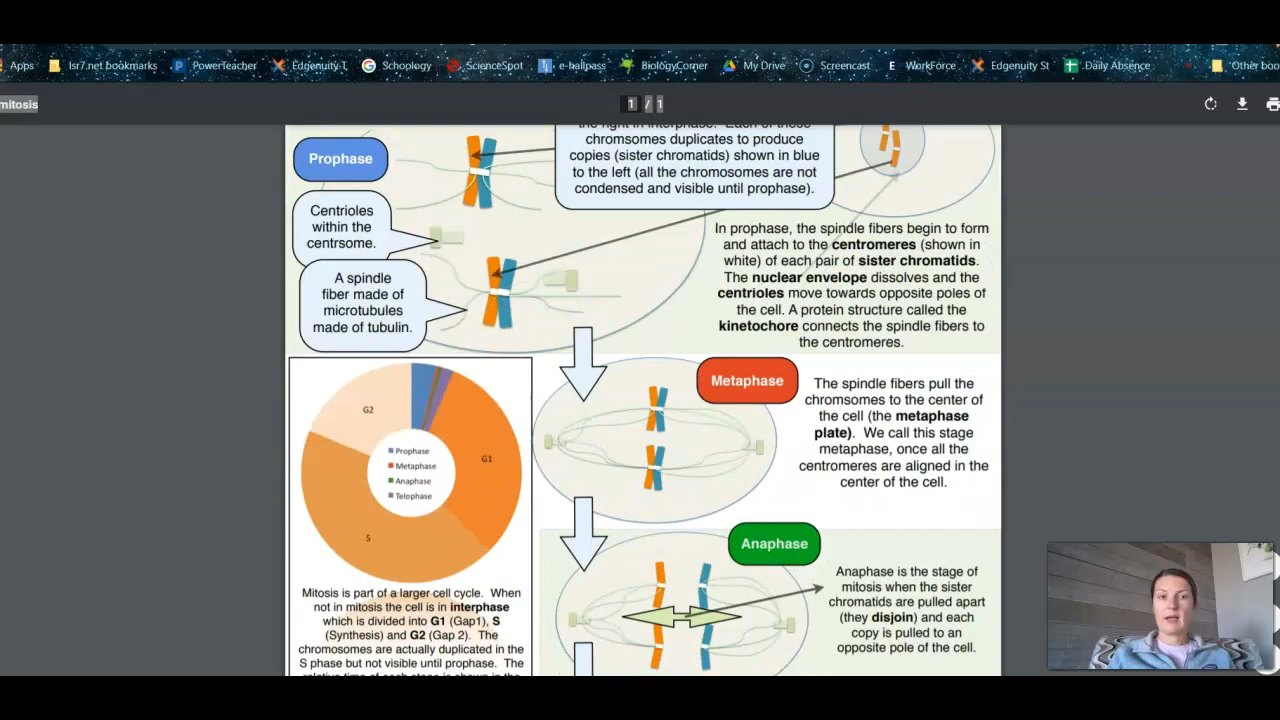 Apps
lsr7.net bookmarks
PowerTeacher
Edgenuity T
Schoology
ScienceSpot
e-hallpass
BiologyCorner
My Drive
Screencast
E WorkForce
Edgenuity St
Daily Absence
Other boo
mitosis
1 / 1
Prophase
the right in interphase. Each of these
chromsomes duplicates to produce
copies (sister chromatids) shown in blue
to the left (all the chromosomes are not
condensed and visible until prophase).
Centrioles
within the
centrsome.
A spindle
fiber made of
microtubules
made of tubulin.
In prophase, the spindle fibers begin to form
and attach to the centromeres (shown in
white) of each pair of sister chromatids.
The nuclear envelope dissolves and the
centrioles move towards opposite poles of
the cell. A protein structure called the
kinetochore connects the spindle fibers to
the centromeres.
G2
G1
S
Prophase
Metaphase
Anaphase
Telophase
Metaphase
The spindle fibers pull the
chromsomes to the center of
the cell (the metaphase
plate). We call this stage
metaphase, once all the
centromeres are aligned in the
center of the cell.
Anaphase
Anaphase is the stage of
mitosis when the sister
chromatids are pulled apart
(they disjoin) and each
copy is pulled to an
opposite pole of the cell.
Mitosis is part of a larger cell cycle. When
not in mitosis the cell is in interphase
which is divided into G1 (Gap1), S
(Synthesis) and G2 (Gap 2). The
chromosomes are actually duplicated in the
S phase but not visible until prophase. The